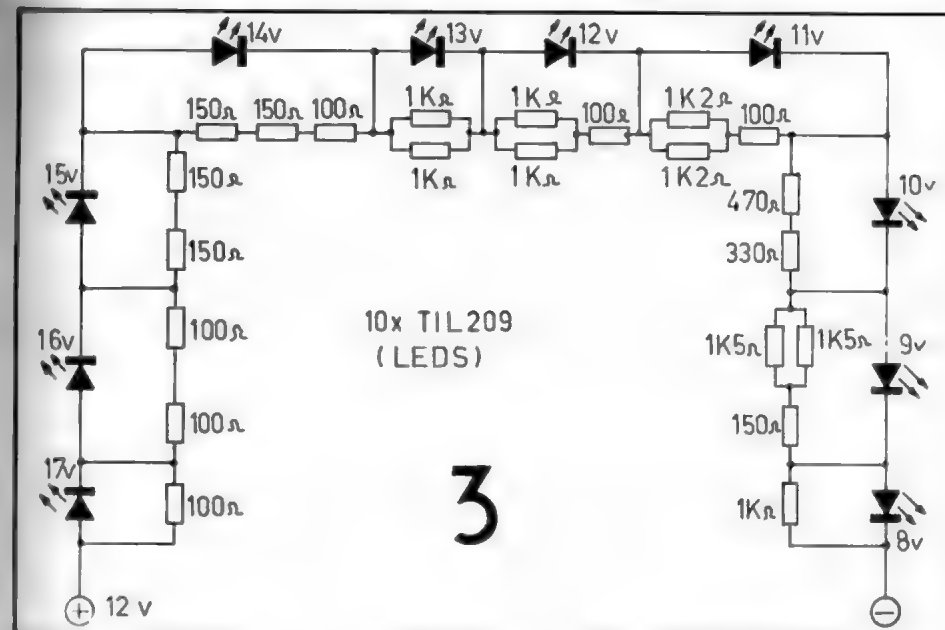 14v 13v 12v 11v
150Ω 150Ω 100Ω 1KΩ 1KΩ 100Ω 1K2Ω 100Ω
1KΩ 1KΩ 1K2Ω
15v 150Ω 470Ω 10v
150Ω 330Ω
10x TIL209
(LEDS)
16v 100Ω 1K5Ω 1K5Ω 9v
100Ω 150Ω
17v 100Ω 3 1KΩ 8v
+ 12 v −